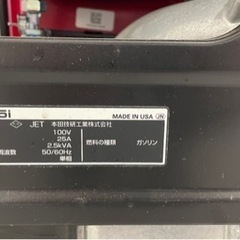 5i
MADE IN USA JN
JET 本田技研工業株式会社
100V
25A
2.5kVA 燃料の種類 ガソリン
周波数 50/60Hz
単相